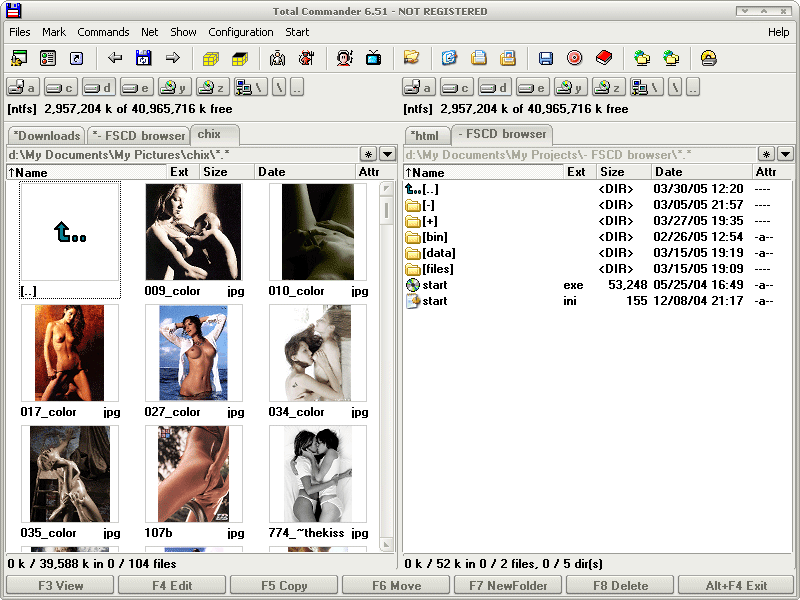 Total Commander 6.51 - NOT REGISTERED
Files Mark Commands Net Show Configuration Start Help
a c d e y z \ \ ..
a c d e y z \ \ ..
[ntfs] 2,957,204 k of 40,965,716 k free
[ntfs] 2,957,204 k of 40,965,716 k free
*Downloads *- FSCD browser chix
*html - FSCD browser
d:\My Documents\My Pictures\chix\*.* *
d:\My Documents\My Projects\- FSCD browser\*.* *
↑Name Ext Size Date Attr
[..]
009_color jpg
010_color jpg
017_color jpg
027_color jpg
034_color jpg
035_color jpg
107b jpg
774_~thekiss jpg
0 k / 39,588 k in 0 / 104 files
↑Name Ext Size Date Attr
[..] <DIR> 03/30/05 12:20 ----
[-] <DIR> 03/05/05 21:57 ----
[+] <DIR> 03/27/05 19:35 ----
[bin] <DIR> 02/26/05 12:54 -a--
[data] <DIR> 03/15/05 19:19 -a--
[files] <DIR> 03/15/05 19:09 ----
start exe 53,248 05/25/04 16:49 -a--
start ini 155 12/08/04 21:17 -a--
0 k / 52 k in 0 / 2 files, 0 / 5 dir(s)
F3 View F4 Edit F5 Copy F6 Move F7 NewFolder F8 Delete Alt+F4 Exit